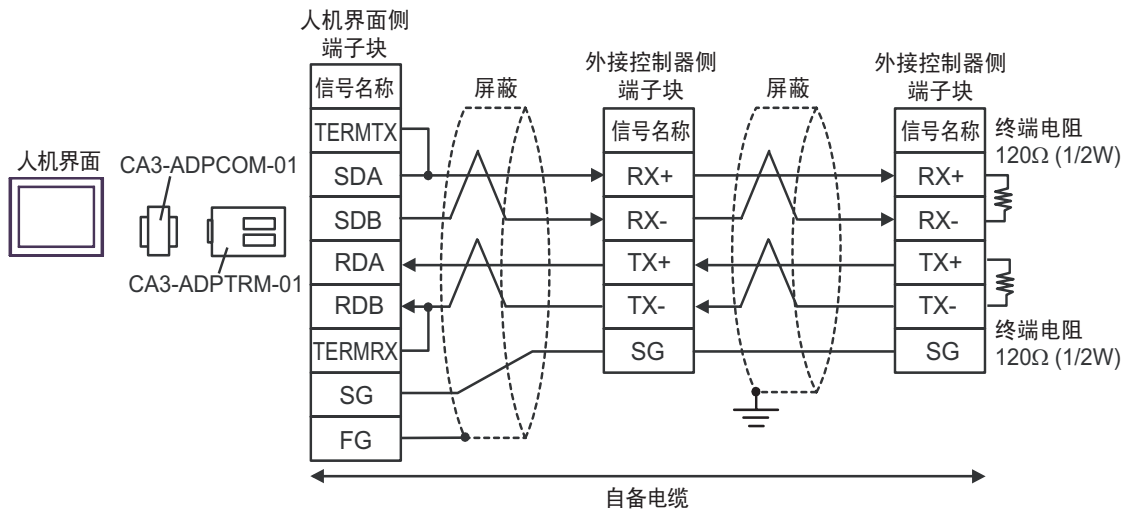 人机界面侧
端子块
外接控制器侧
端子块
外接控制器侧
端子块
屏蔽
屏蔽
人机界面
CA3-ADPCOM-01
CA3-ADPTRM-01
信号名称
TERMTX
SDA
SDB
RDA
RDB
TERMRX
SG
FG
信号名称
RX+
RX-
TX+
TX-
SG
信号名称
RX+
RX-
TX+
TX-
SG
终端电阻
120Ω (1/2W)
终端电阻
120Ω (1/2W)
自备电缆